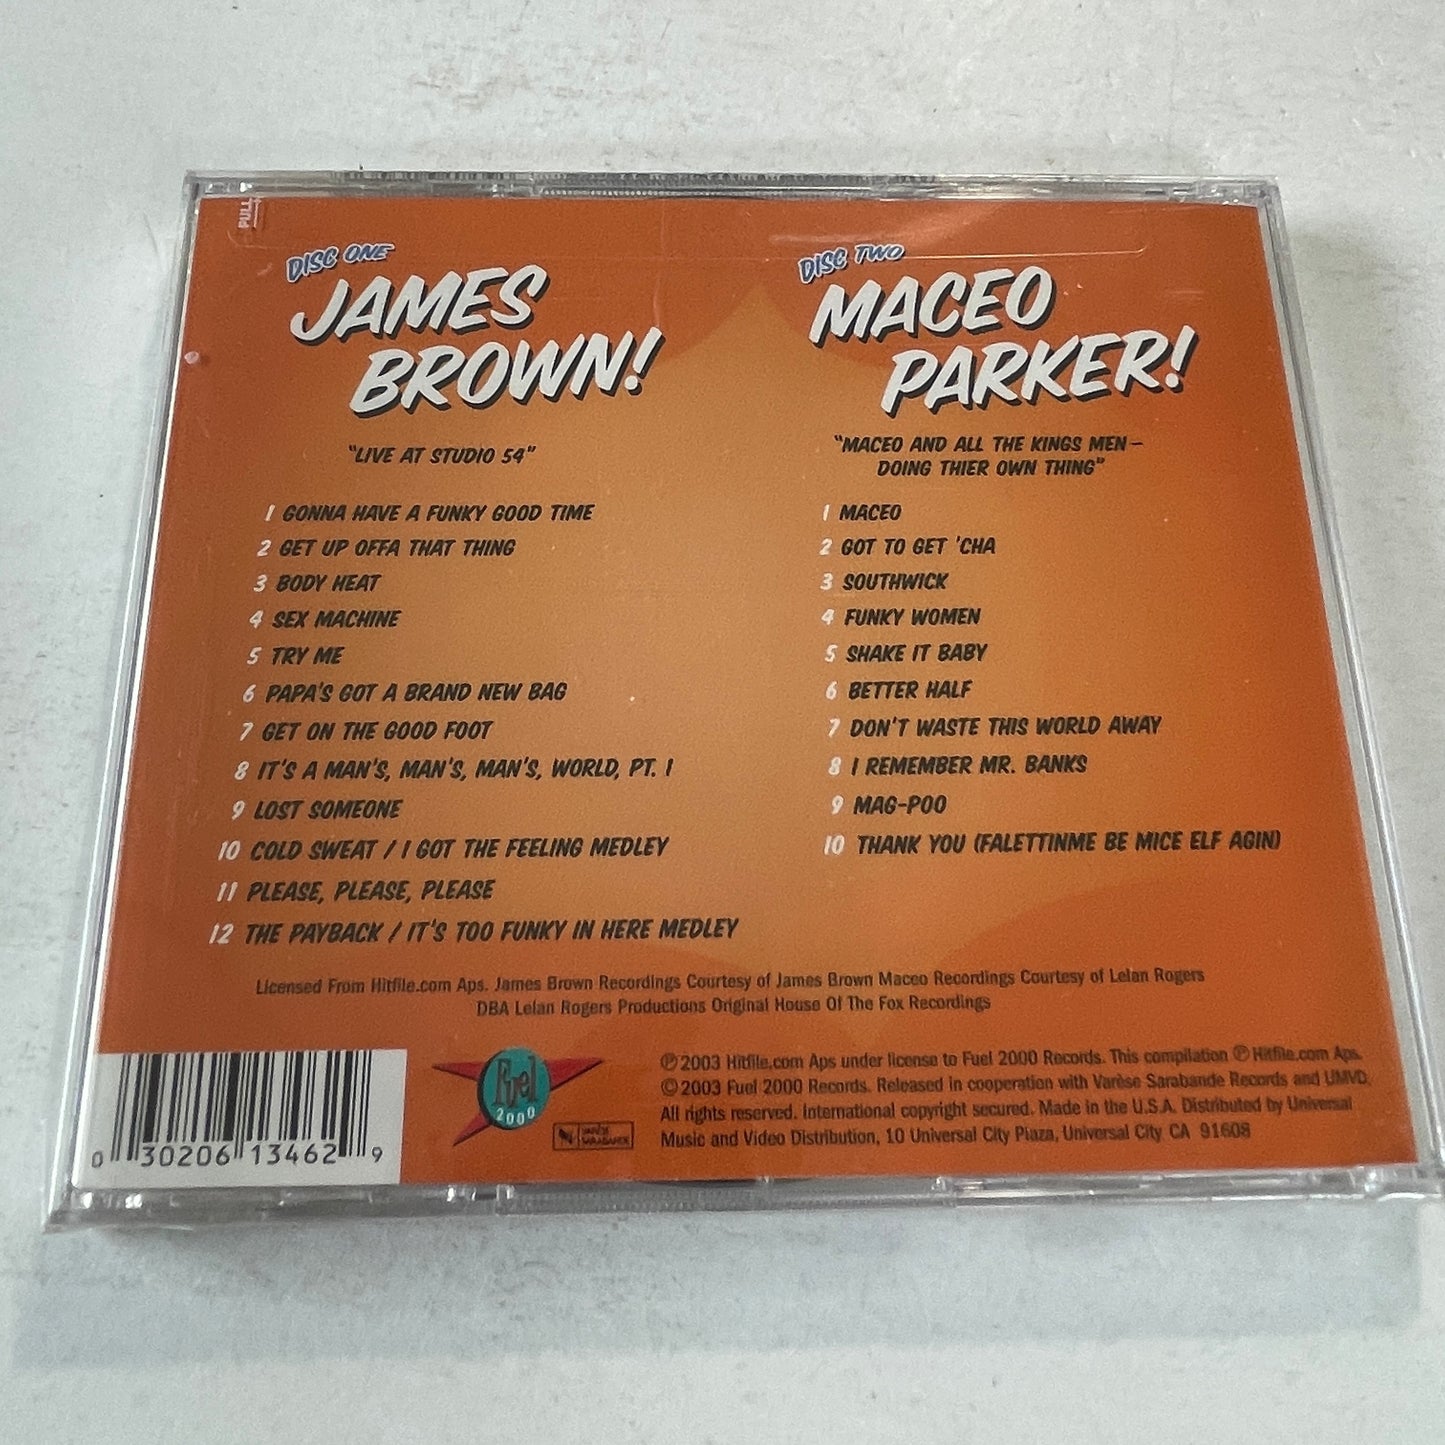 PULL
DISC ONE
JAMES
BROWN!
"LIVE AT STUDIO 54"
1 GONNA HAVE A FUNKY GOOD TIME
2 GET UP OFFA THAT THING
3 BODY HEAT
4 SEX MACHINE
5 TRY ME
6 PAPA'S GOT A BRAND NEW BAG
7 GET ON THE GOOD FOOT
8 IT'S A MAN'S, MAN'S, MAN'S, WORLD, PT. 1
9 LOST SOMEONE
10 COLD SWEAT / I GOT THE FEELING MEDLEY
11 PLEASE, PLEASE, PLEASE
12 THE PAYBACK / IT'S TOO FUNKY IN HERE MEDLEY
DISC TWO
MACEO
PARKER!
"MACEO AND ALL THE KINGS MEN–
DOING THIER OWN THING"
1 MACEO
2 GOT TO GET 'CHA
3 SOUTHWICK
4 FUNKY WOMEN
5 SHAKE IT BABY
6 BETTER HALF
7 DON'T WASTE THIS WORLD AWAY
8 I REMEMBER MR. BANKS
9 MAG-POO
10 THANK YOU (FALETTINME BE MICE ELF AGIN)
Licensed From Hitfile.com Aps. James Brown Recordings Courtesy of James Brown Maceo Recordings Courtesy of Lelan Rogers
DBA Lelan Rogers Productions Original House Of The Fox Recordings
0 30206 13462 9
Fuel
2000
VARÈSE
SARABANDE
℗2003 Hitfile.com Aps under license to Fuel 2000 Records. This compilation ℗Hitfile.com Aps.
©2003 Fuel 2000 Records. Released in cooperation with Varèse Sarabande Records and UMVD.
All rights reserved. International copyright secured. Made in the U.S.A. Distributed by Universal
Music and Video Distribution, 10 Universal City Plaza, Universal City CA 91608